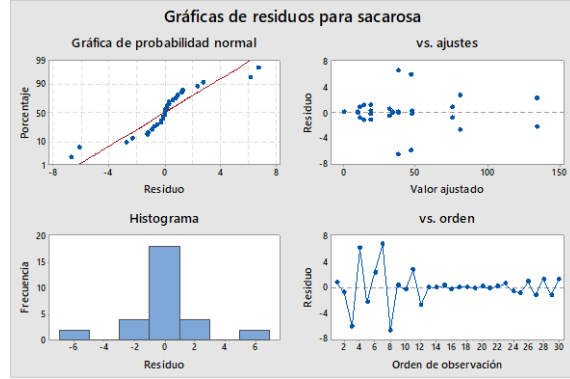 Gráficas de residuos para sacarosa
Gráfica de probabilidad normal
Porcentaje
99
90
50
10
1
-8 -4 0 4 8
Residuo
vs. ajustes
Residuo
8
4
0
-4
-8
0 50 100 150
Valor ajustado
Histograma
Frecuencia
20
15
10
5
0
-6 -4 -2 0 2 4 6
Residuo
vs. orden
Residuo
8
4
0
-4
-8
2 4 6 8 10 12 14 16 18 20 22 24 26 28 30
Orden de observación